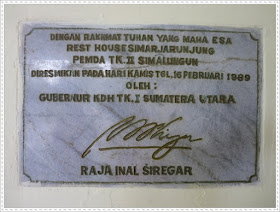 DENGAN RAKHMAT TUHAN YANG MAHA ESA
REST HOUSE SIMARJARUNJUNG
PEMDA TK. II SIMALUNGUN
DIRESMIKAN PADA HARI KAMIS TGL. 16 FEBRUARI 1989
OLEH :
GUBERNUR KDH TK. I SUMATERA UTARA
RAJA INAL SIREGAR